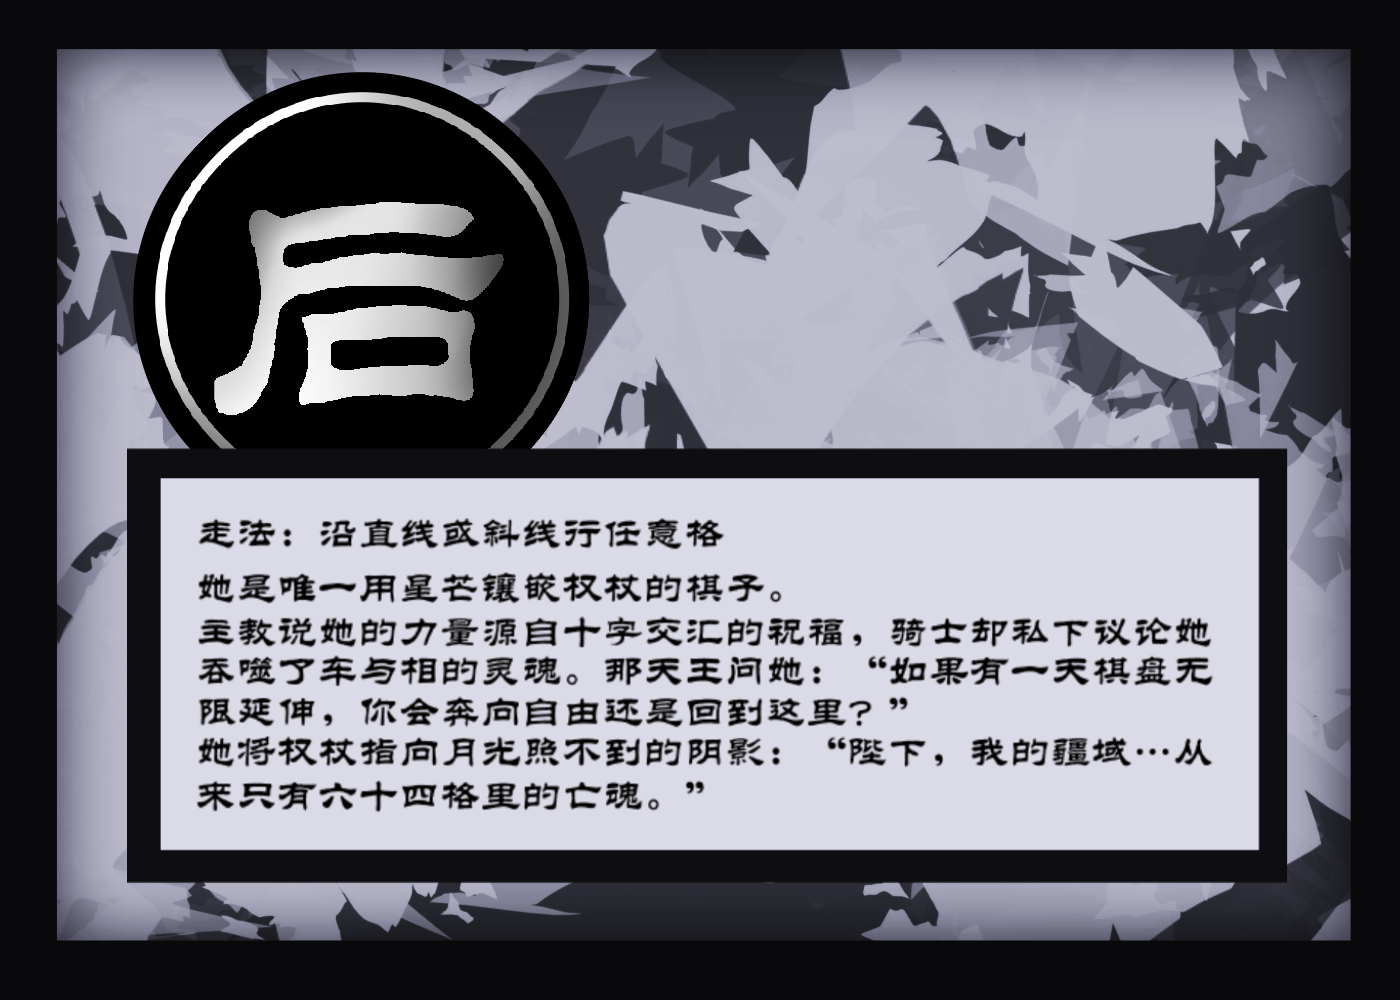 后
走法：沿直线或斜线行任意格
她是唯一用星芒镶嵌权杖的棋子。
主教说她的力量源自十字交汇的祝福，骑士却私下议论她
吞噬了车与相的灵魂。那天王问她：“如果有一天棋盘无
限延伸，你会奔向自由还是回到这里？”
她将权杖指向月光照不到的阴影：“陛下，我的疆域…从
来只有六十四格里的亡魂。”